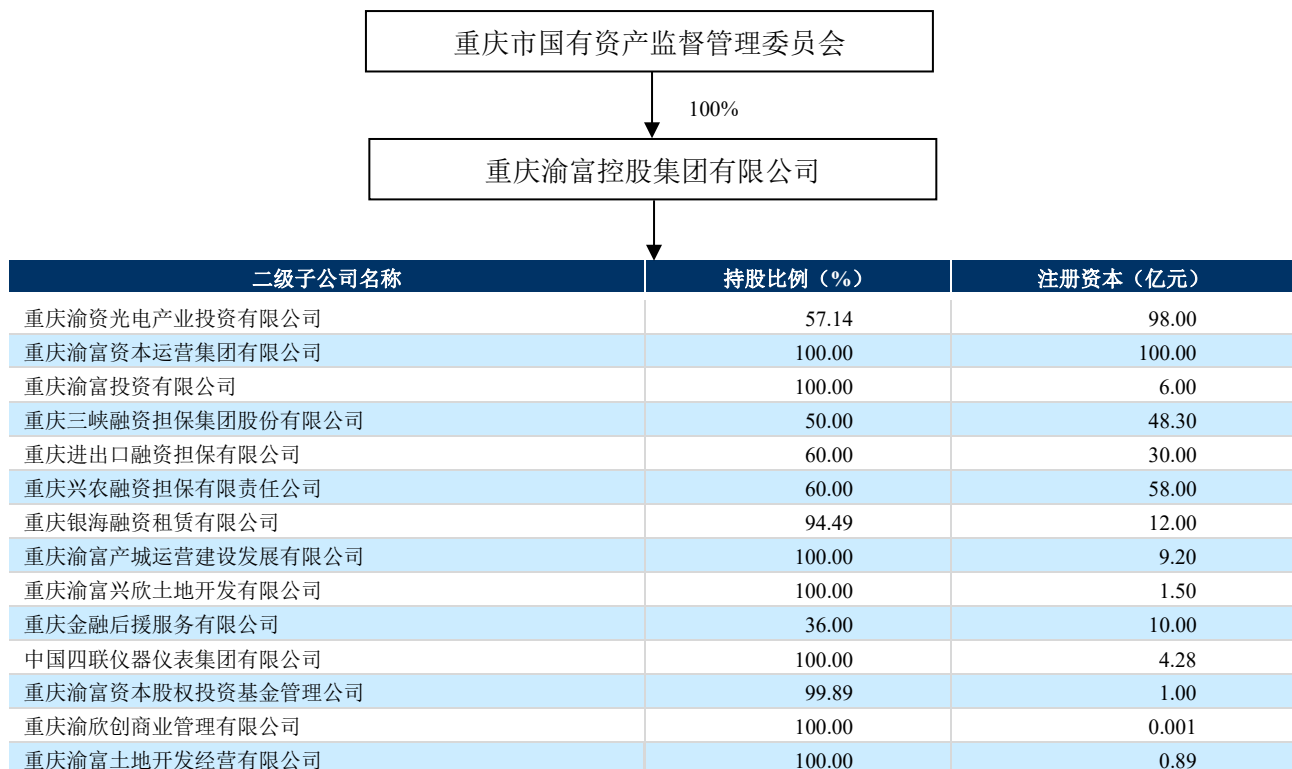 重庆市国有资产监督管理委员会
100%
重庆渝富控股集团有限公司
二级子公司名称 持股比例（%） 注册资本（亿元）
重庆渝资光电产业投资有限公司 57.14 98.00
重庆渝富资本运营集团有限公司 100.00 100.00
重庆渝富投资有限公司 100.00 6.00
重庆三峡融资担保集团股份有限公司 50.00 48.30
重庆进出口融资担保有限公司 60.00 30.00
重庆兴农融资担保有限责任公司 60.00 58.00
重庆银海融资租赁有限公司 94.49 12.00
重庆渝富产城运营建设发展有限公司 100.00 9.20
重庆渝富兴欣土地开发有限公司 100.00 1.50
重庆金融后援服务有限公司 36.00 10.00
中国四联仪器仪表集团有限公司 100.00 4.28
重庆渝富资本股权投资基金管理公司 99.89 1.00
重庆渝欣创商业管理有限公司 100.00 0.001
重庆渝富土地开发经营有限公司 100.00 0.89